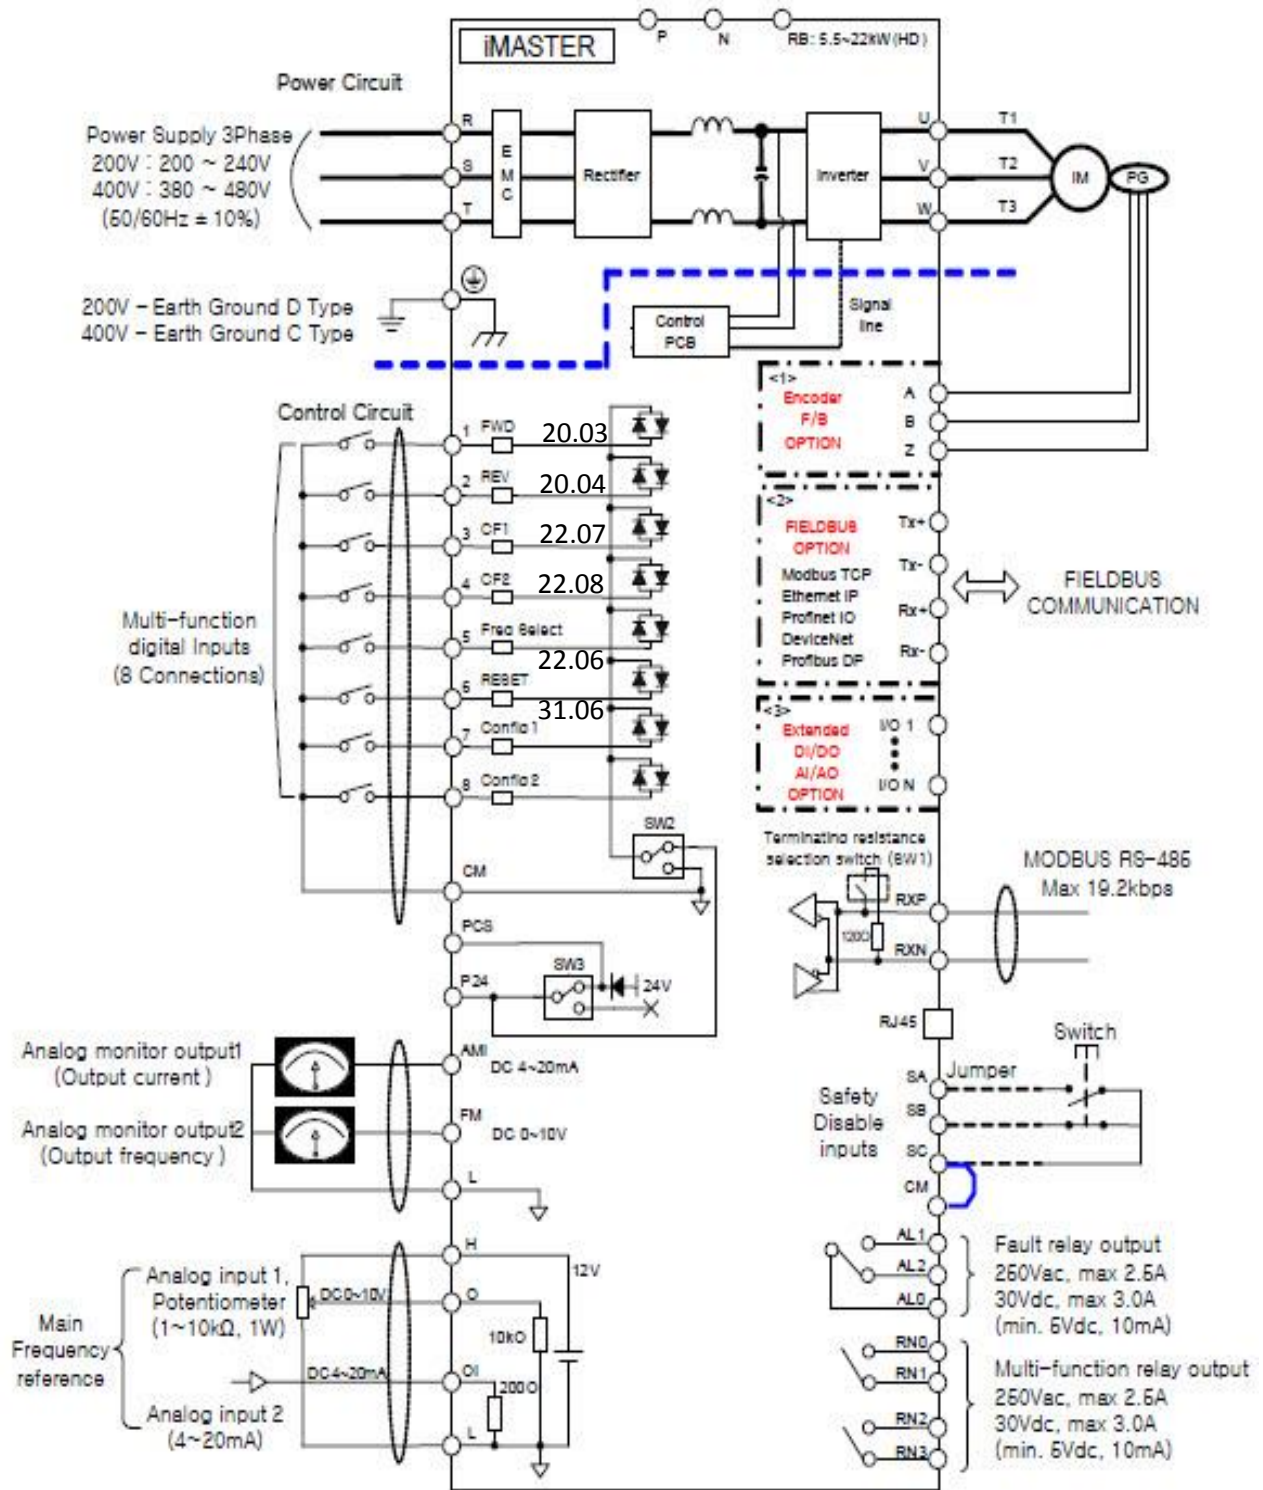 P
N
RB: 5.5~22kW(HD)
iMASTER
Power Circuit
Power Supply 3Phase
200V : 200 ~ 240V
400V : 380 ~ 480V
(50/60Hz ± 10%)
R
S
T
E
M
C
Rectifier
Inverter
U
V
W
T1
T2
T3
IM
PG
200V - Earth Ground D Type
400V - Earth Ground C Type
Control
PCB
Signal
line
<1>
Encoder
F/B
OPTION
A
B
Z
Control Circuit
1 FWD
20.03
2 REV
20.04
3 CF1
22.07
4 CF2
22.08
5 Freq Select
22.06
6 RESET
31.06
7 Config 1
8 Config 2
Multi-function
digital Inputs
(8 Connections)
<2>
FIELDBUS
OPTION
Modbus TCP
Ethernet IP
Profinet IO
DeviceNet
Profibus DP
Tx+
Tx-
Rx+
Rx-
FIELDBUS
COMMUNICATION
<3>
Extended
DI/DO
AI/AO
OPTION
I/O 1
I/O N
SW2
CM
PCS
P24
SW3
24V
Terminating resistance
selection switch (SW1)
RXP
120Ω
RXN
MODBUS RS-485
Max 19.2kbps
RJ45
Analog monitor output1
(Output current )
AMI
DC 4~20mA
Analog monitor output2
(Output frequency )
FM
DC 0~10V
L
Switch
Jumper
Safety
Disable
inputs
SA
SB
SC
CM
Main
Frequency
reference
Analog input 1,
Potentiometer
(1~10kΩ, 1W)
DC0~10V
H
12V
O
10kΩ
Analog input 2
(4~20mA)
DC4~20mA
OI
200Ω
L
AL1
AL2
AL0
Fault relay output
250Vac, max 2.5A
30Vdc, max 3.0A
(min. 5Vdc, 10mA)
RN0
RN1
RN2
RN3
Multi-function relay output
250Vac, max 2.5A
30Vdc, max 3.0A
(min. 5Vdc, 10mA)